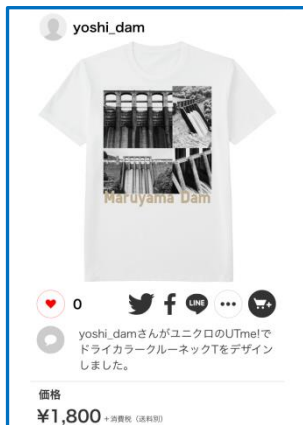 yoshi_dam
Maruyama Dam
0
LINE
yoshi_damさんがユニクロのUTme!で
ドライカラークルーネックTをデザイン
しました。
価格
¥1,800 +消費税（送料別）